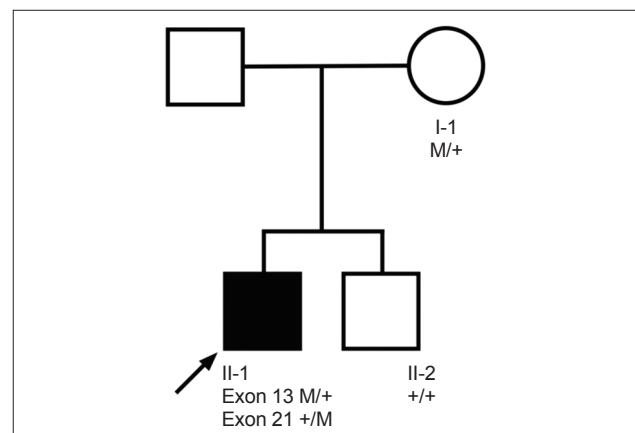 I-1
M/+
II-1
Exon 13 M/+
Exon 21 +/M
II-2
+/+